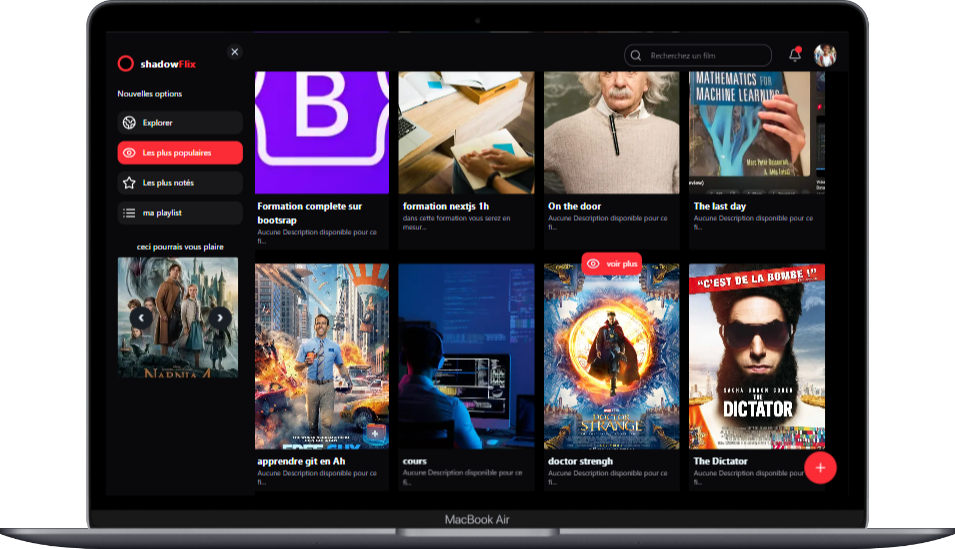 shadowFlix
Recherchez un film
Nouvelles options
Explorer
Les plus populaires
Les plus notés
ma playlist
ceci pourrais vous plaire
NARNIA 4
B
MATHEMATICS FOR
MACHINE LEARNING
Formation complete sur
bootsrap
Aucune Description disponible pour ce
fi...
formation nextjs 1h
dans cette formation vous serez en
mesur...
On the door
Aucune Description disponible pour ce
fi...
The last day
Aucune Description disponible pour ce
fi...
voir plus
"C'EST DE LA BOMBE !"
DOCTOR
STRANGE
SACHA BARON COHEN
THE
DICTATOR
FREE GUY
apprendre git en Ah
Aucune Description disponible pour ce
fi...
cours
Aucune Description disponible pour ce
fi...
doctor strengh
Aucune Description disponible pour ce
fi...
The Dictator
Aucune Description disponible pour ce
fi...
MacBook Air